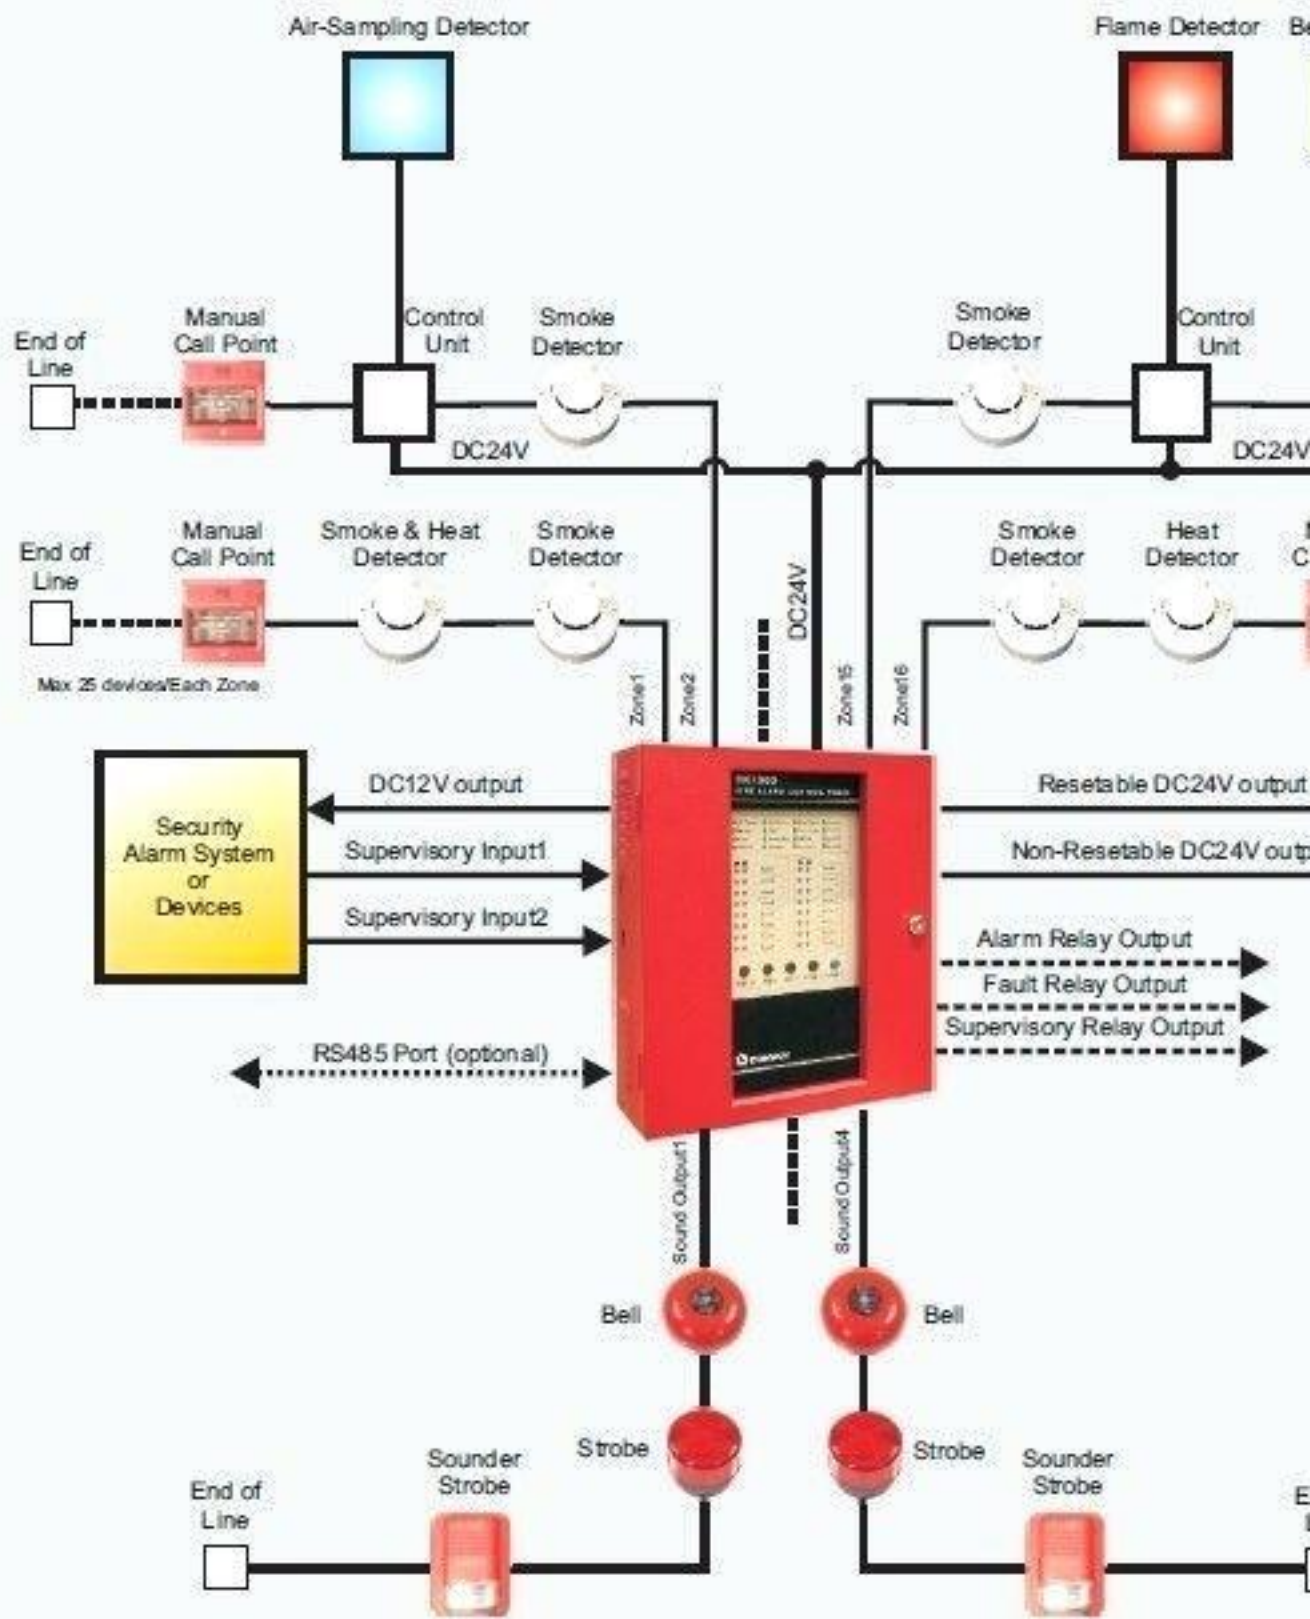 Air-Sampling Detector
Flame Detector
Manual
Call Point
Control
Unit
Smoke
Detector
Smoke
Detector
Control
Unit
End of
Line
DC24V
DC24V
End of
Line
Manual
Call Point
Smoke & Heat
Detector
Smoke
Detector
Smoke
Detector
Heat
Detector
DC24V
Max 25 devices/Each Zone
Zone1
Zone2
Zone15
Zone16
Security
Alarm System
or
Devices
DC12V output
Supervisory Input1
Supervisory Input2
RS485 Port (optional)
Resetable DC24V output
Non-Resetable DC24V outp
Alarm Relay Output
Fault Relay Output
Supervisory Relay Output
Sound Output1
Sound Output4
Bell
Bell
Strobe
Strobe
Sounder
Strobe
Sounder
Strobe
End of
Line